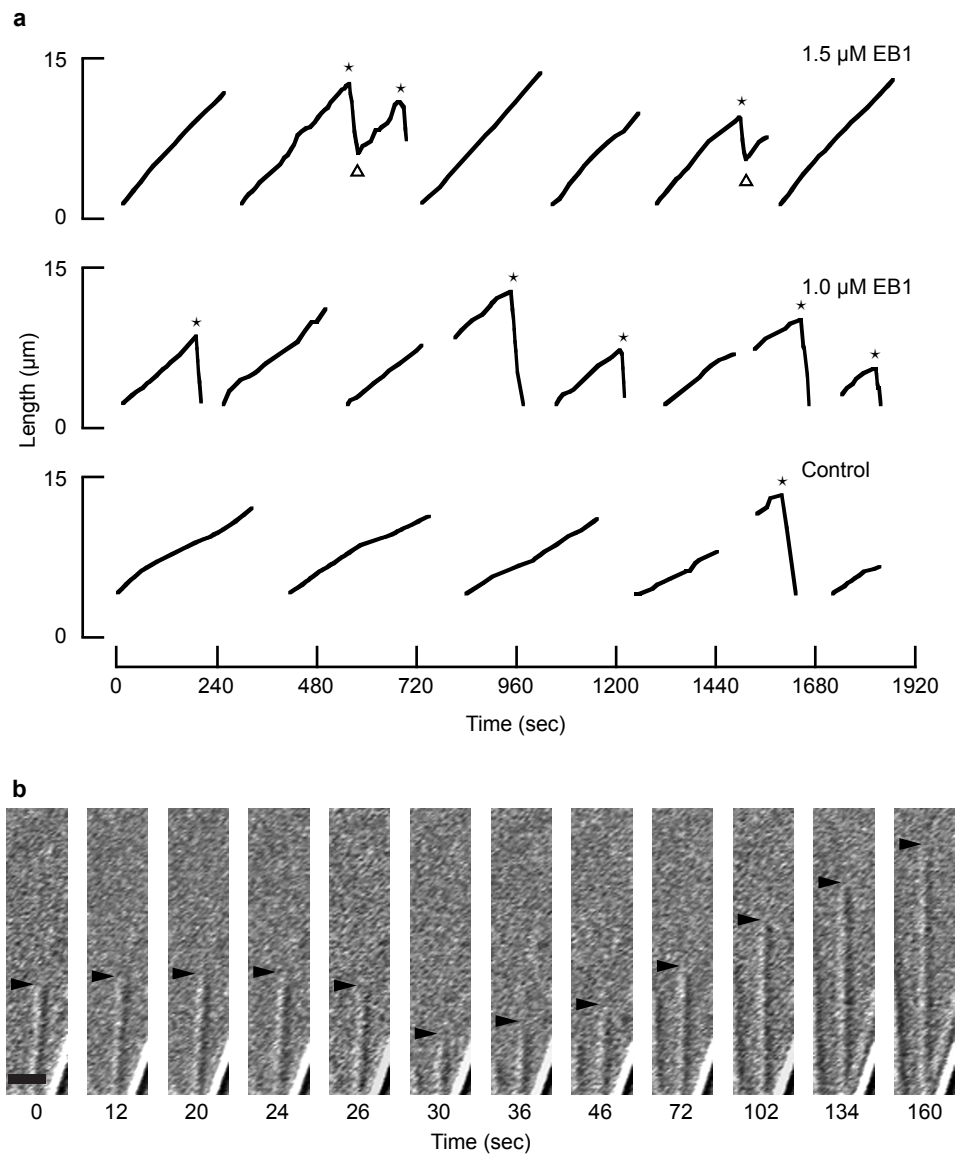 a
1.5 µM EB1
15
0
1.0 µM EB1
15
0
Length (µm)
Control
15
0
0 240 480 720 960 1200 1440 1680 1920
Time (sec)
b
0 12 20 24 26 30 36 46 72 102 134 160
Time (sec)